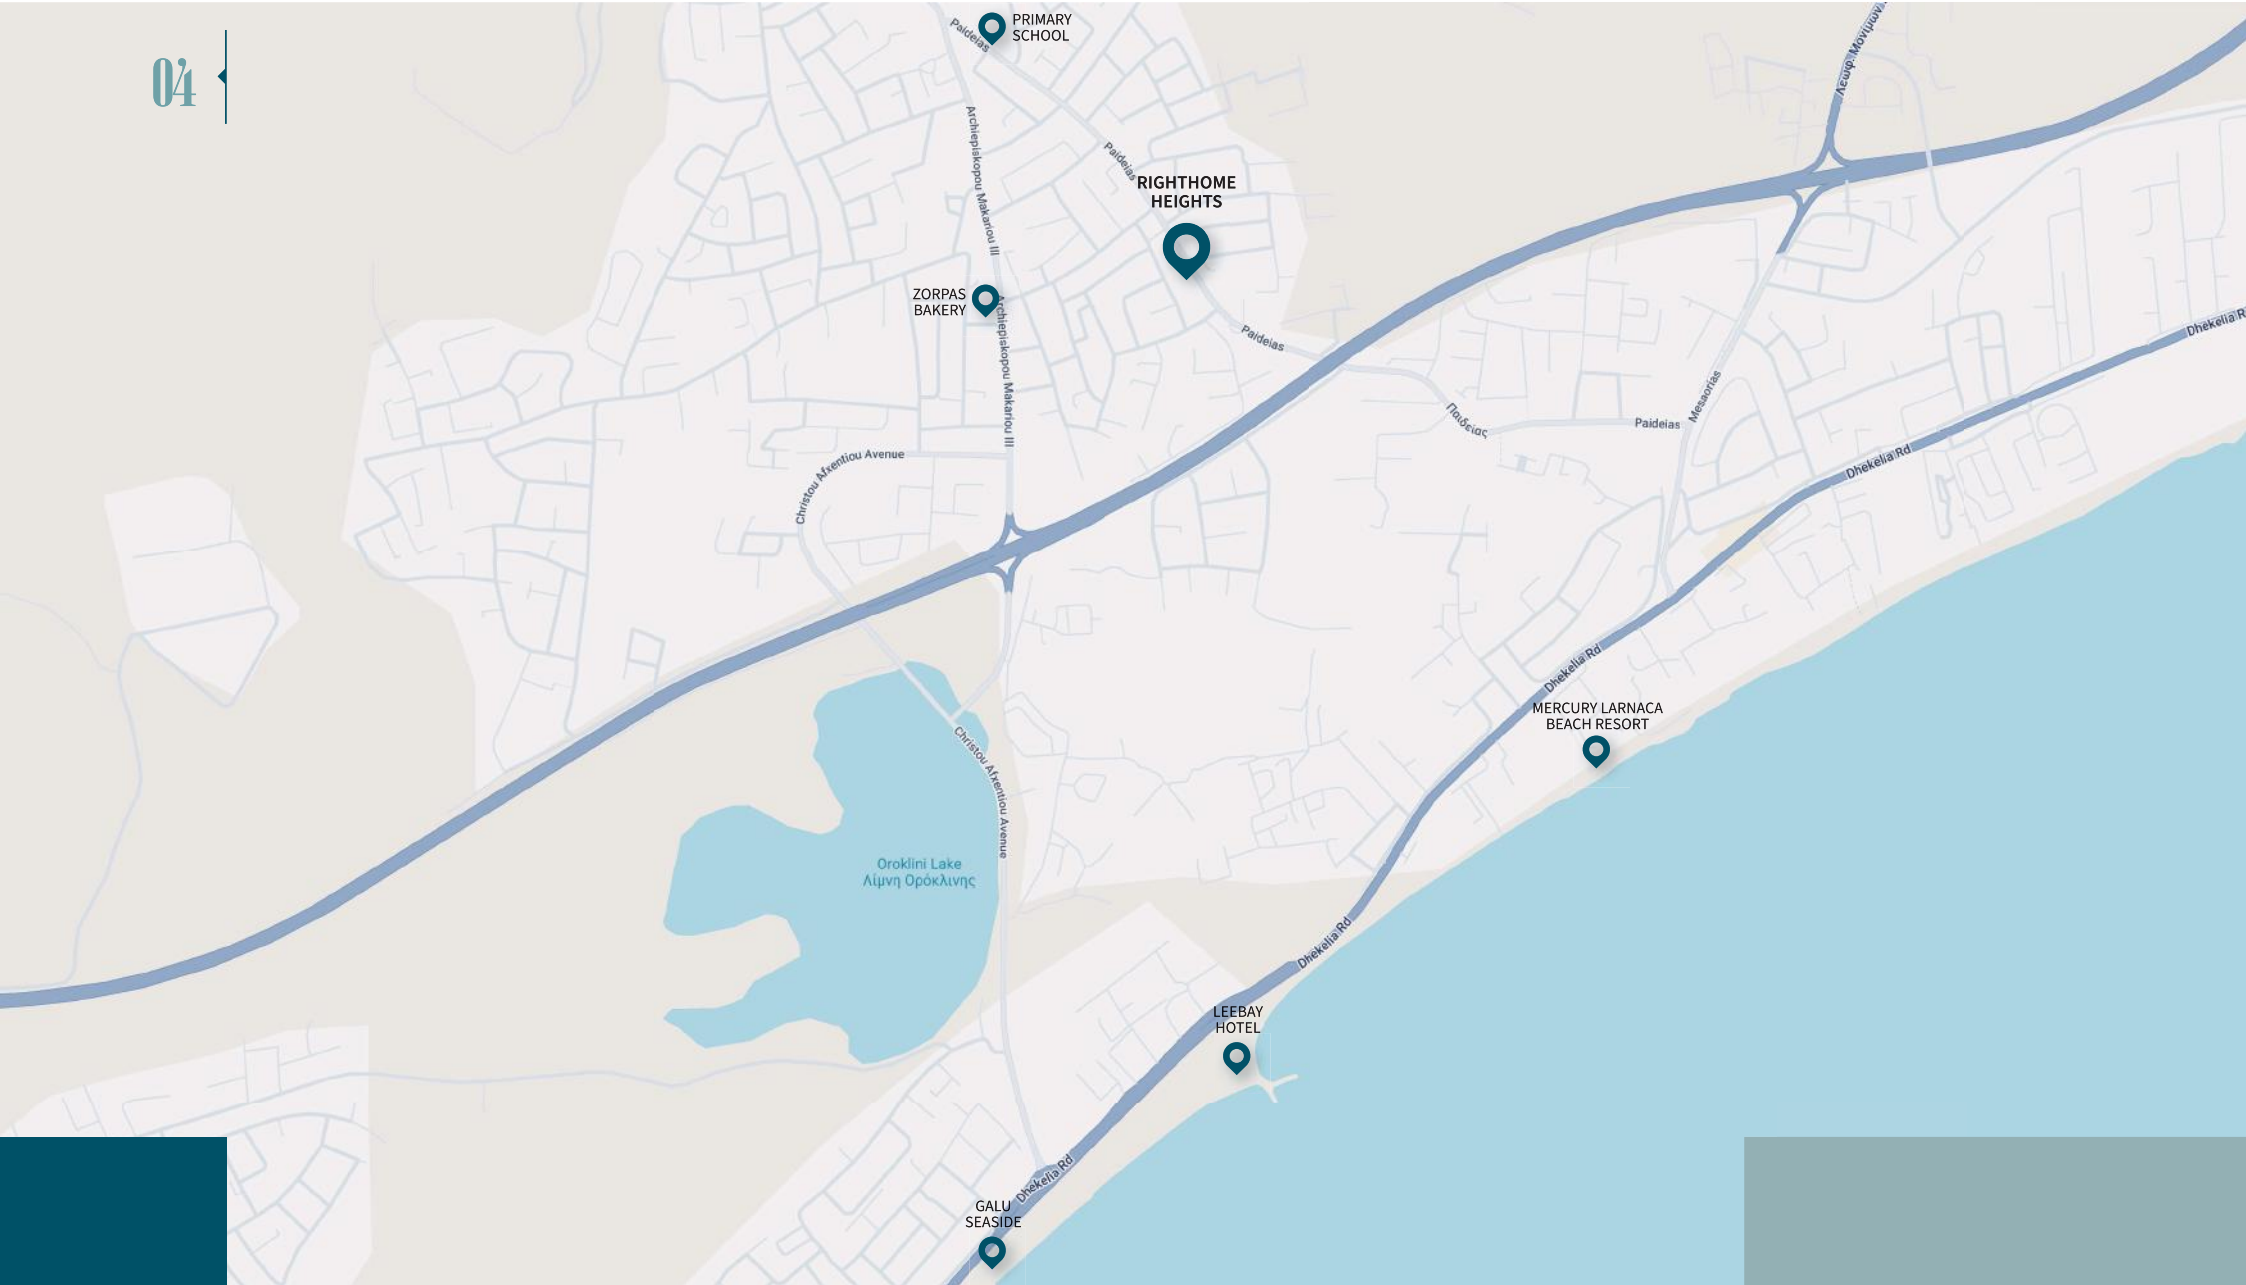 04
PRIMARY
SCHOOL
Paideias
Λεωφ. Μονίμων
Archiepiskopou Makariou III
Paideias
RIGHTHOME
HEIGHTS
ZORPAS
BAKERY
Archiepiskopou Makariou III
Paideias
Dhekelia R
Mesaorias
Παιδείας
Paideias
Christou Afxentiou Avenue
Dhekelia Rd
Dhekelia Rd
MERCURY LARNACA
BEACH RESORT
Christou Afxentiou Avenue
Oroklini Lake
Λίμνη Ορόκλινης
Dhekelia Rd
LEEBAY
HOTEL
Dhekelia Rd
GALU
SEASIDE